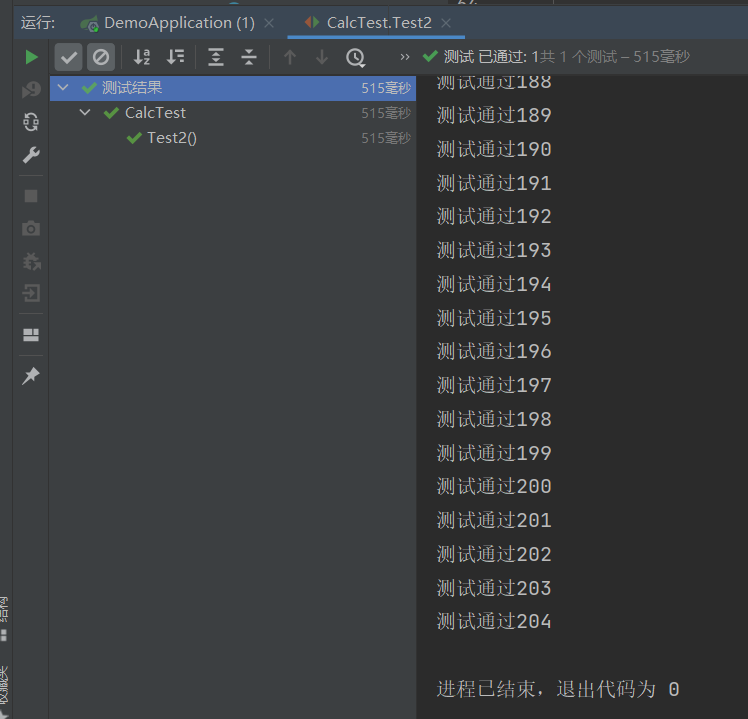 运行:
DemoApplication (1)
CalcTest.Test2
测试 已通过: 1共 1 个测试 – 515毫秒
测试结果 515毫秒
CalcTest 515毫秒
Test2() 515毫秒
测试通过188
测试通过189
测试通过190
测试通过191
测试通过192
测试通过193
测试通过194
测试通过195
测试通过196
测试通过197
测试通过198
测试通过199
测试通过200
测试通过201
测试通过202
测试通过203
测试通过204
进程已结束，退出代码为 0
结构
收藏夹